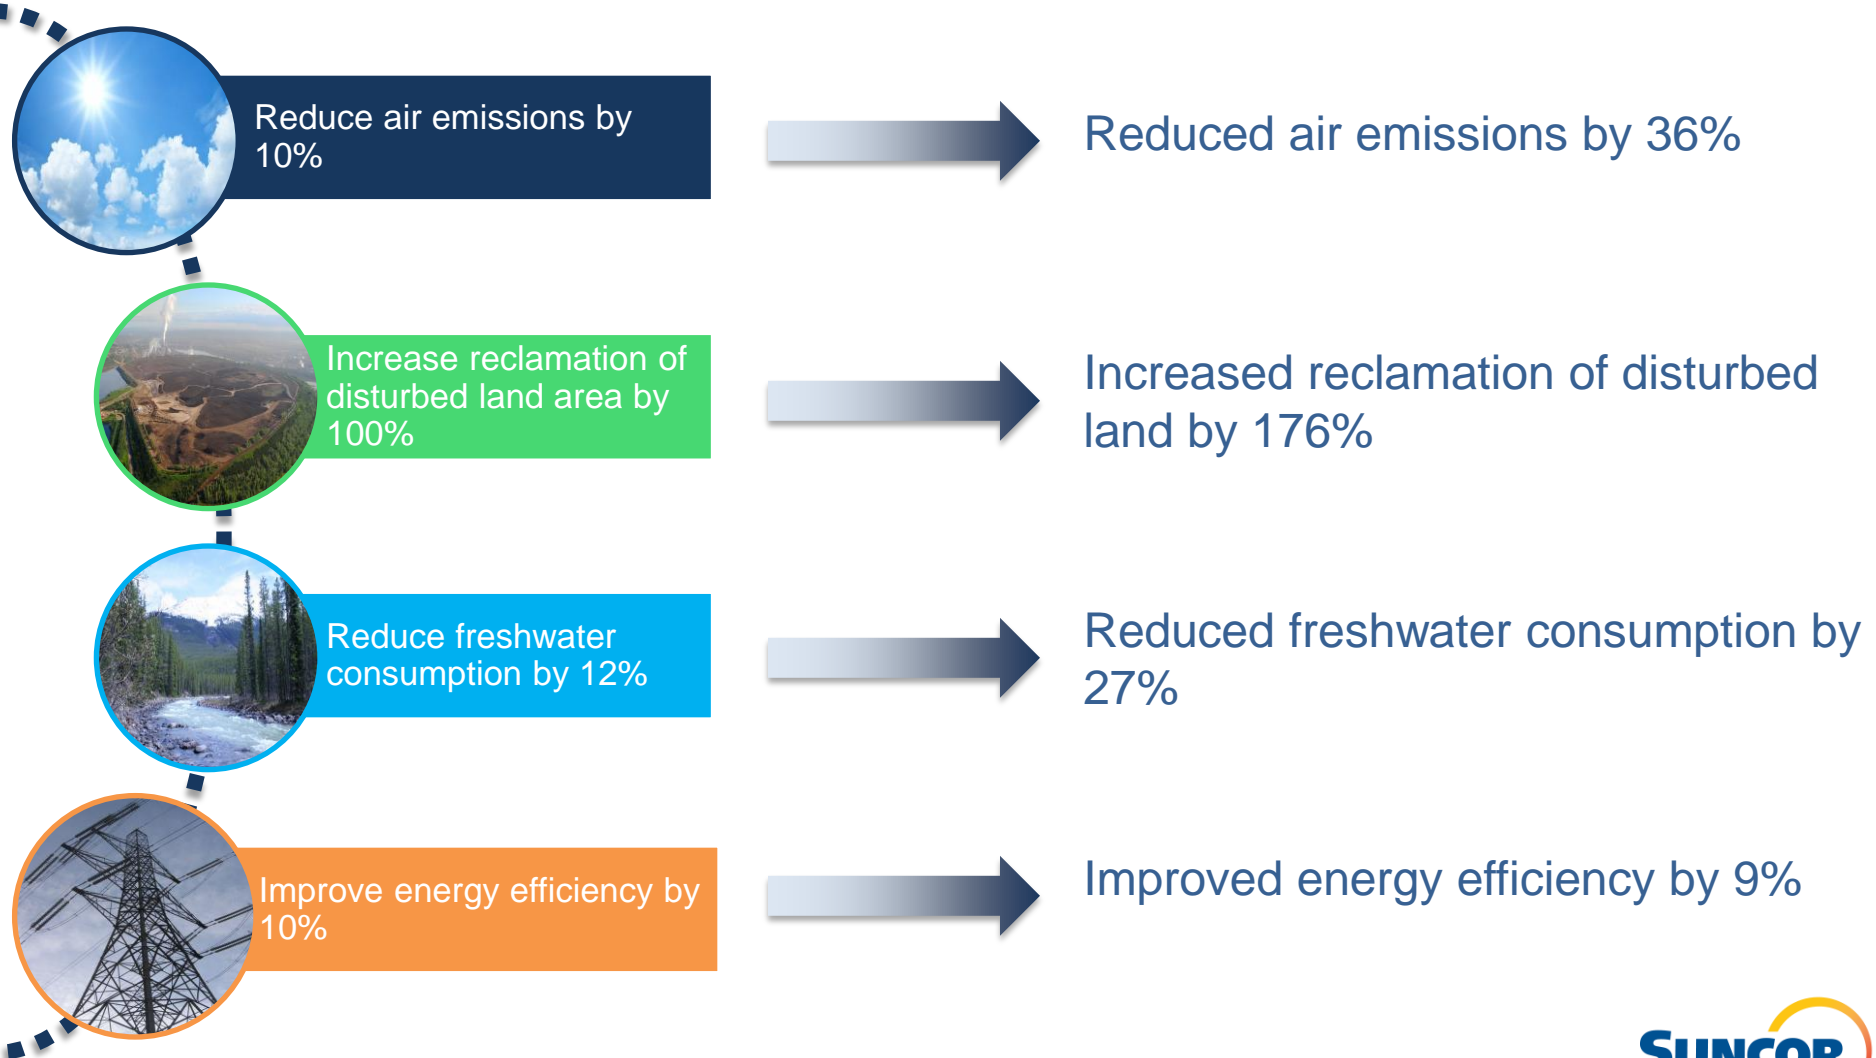 Reduce air emissions by
10%
Reduced air emissions by 36%
Increase reclamation of
disturbed land area by
100%
Increased reclamation of disturbed
land by 176%
Reduce freshwater
consumption by 12%
Reduced freshwater consumption by
27%
Improve energy efficiency by
10%
Improved energy efficiency by 9%
SUNCOR